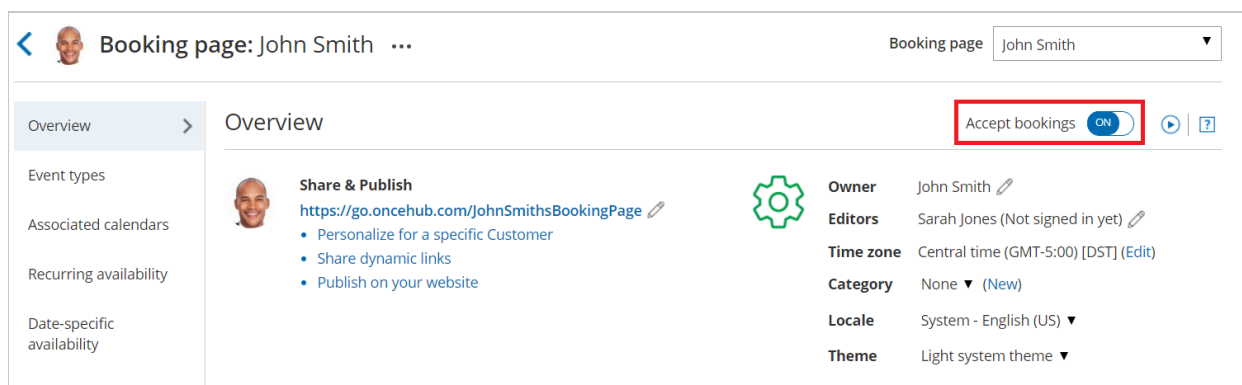 Booking page: John Smith ...
Booking page John Smith
Overview
Event types
Associated calendars
Recurring availability
Date-specific
availability
Overview
Accept bookings ON
?
Share & Publish
https://go.oncehub.com/JohnSmithsBookingPage
• Personalize for a specific Customer
• Share dynamic links
• Publish on your website
Owner John Smith
Editors Sarah Jones (Not signed in yet)
Time zone Central time (GMT-5:00) [DST] (Edit)
Category None ▼ (New)
Locale System - English (US) ▼
Theme Light system theme ▼